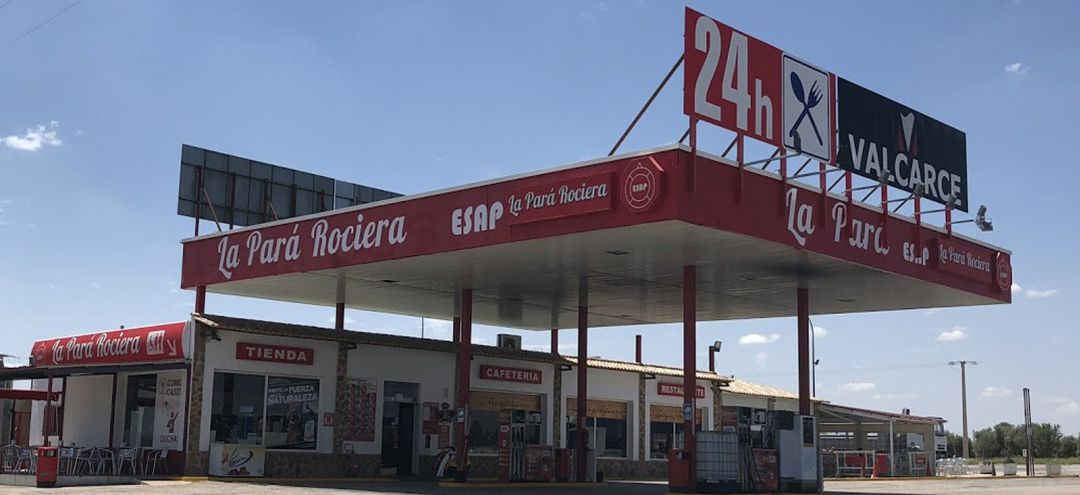 24h
VALCARCE
La Pará Rociera
ESAP
La Pará Rociera
ESAP
La Pará
ESAP
La Pará Rociera
La Pará Rociera
TIENDA
CAFETERIA
RESTAURANTE
LA FUERZA
NATURALEZA
COME
CASE!
DUCHA